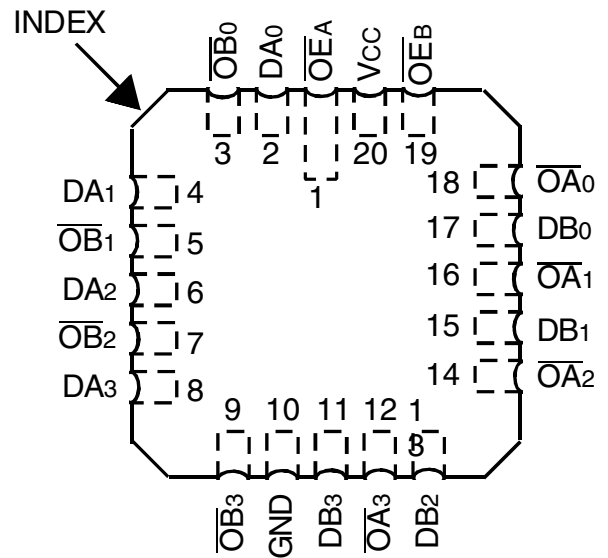 INDEX
OB0 DA0 OEA VCC OEB
3 2 1 20 19
DA1 4
OB1 5
DA2 6
OB2 7
DA3 8
18 OA0
17 DB0
16 OA1
15 DB1
14 OA2
9 10 11 12 13
OB3 GND DB3 OA3 DB2